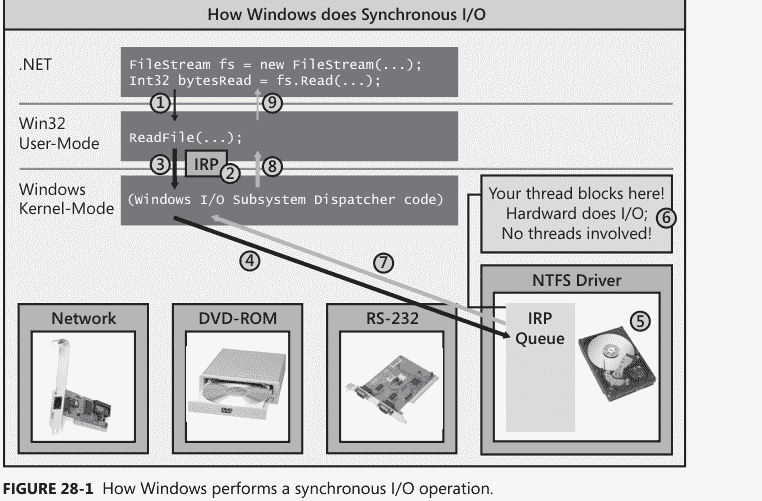 How Windows does Synchronous I/O
.NET
FileStream fs = new FileStream(...);
Int32 bytesRead = fs.Read(...);
1
9
Win32
User-Mode
ReadFile(...);
3
IRP
2
8
Windows
Kernel-Mode
(Windows I/O Subsystem Dispatcher code)
Your thread blocks here!
Hardward does I/O;
No threads involved!
6
4
7
NTFS Driver
Network
DVD-ROM
RS-232
IRP
Queue
5
FIGURE 28-1 How Windows performs a synchronous I/O operation.